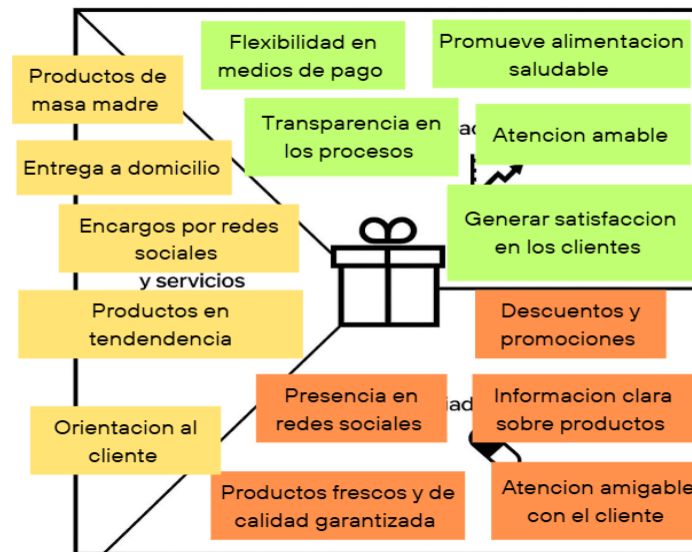 Flexibilidad en
medios de pago
Promueve alimentacion
saludable
Productos de
masa madre
Transparencia en
los procesos
Atencion amable
Entrega a domicilio
Encargos por redes
sociales
y servicios
Generar satisfaccion
en los clientes
Productos en
tendendencia
Descuentos y
promociones
Presencia en
redes sociales
Informacion clara
sobre productos
Orientacion al
cliente
Productos frescos y de
calidad garantizada
Atencion amigable
con el cliente